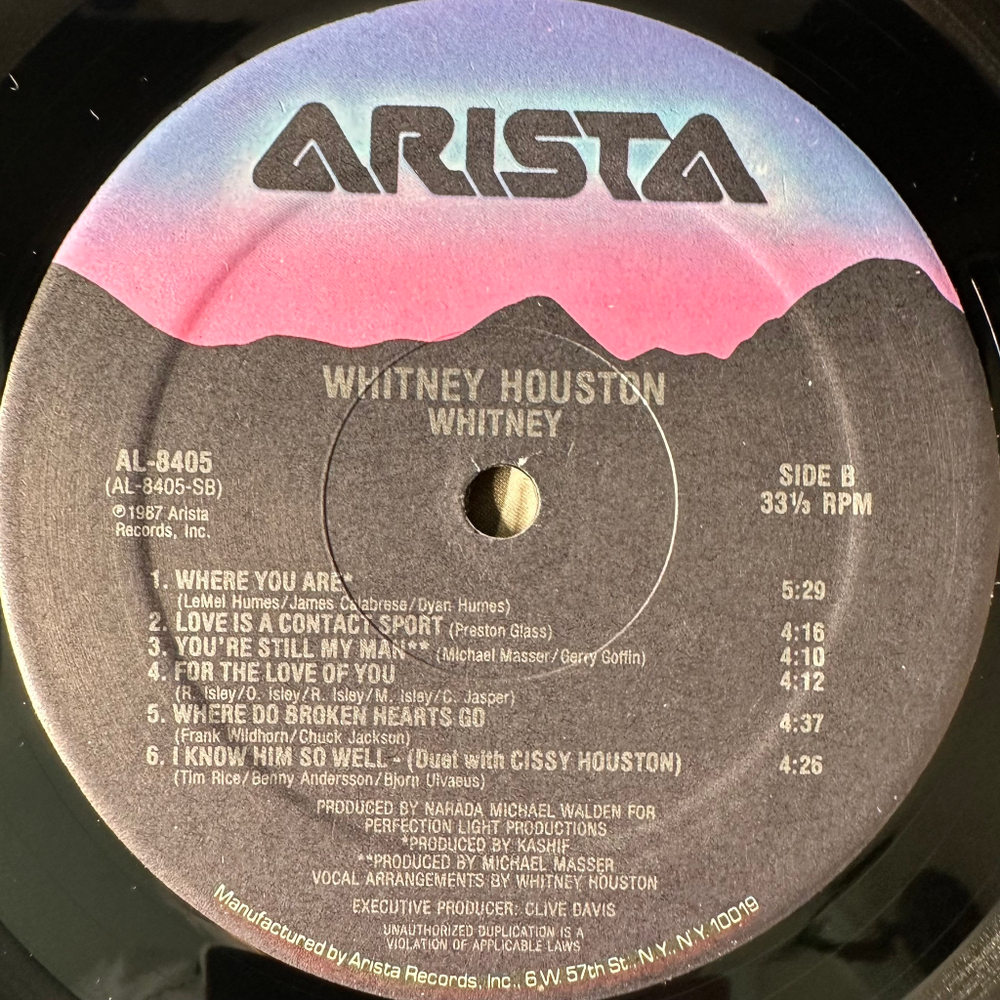 ARISTA
WHITNEY HOUSTON
WHITNEY
AL-8405
(AL-8405-SB)
℗1987 Arista
Records, Inc.
SIDE B
33⅓ RPM
1. WHERE YOU ARE* 5:29
(LeMel Humes/James Calabrese/Dyan Humes)
2. LOVE IS A CONTACT SPORT (Preston Glass) 4:16
3. YOU'RE STILL MY MAN** (Michael Masser/Gerry Goffin) 4:10
4. FOR THE LOVE OF YOU 4:12
(R. Isley/O. Isley/R. Isley/M. Isley/C. Jasper)
5. WHERE DO BROKEN HEARTS GO 4:37
(Frank Wildhorn/Chuck Jackson)
6. I KNOW HIM SO WELL - (Duet with CISSY HOUSTON) 4:26
(Tim Rice/Benny Andersson/Bjorn Ulvaeus)
PRODUCED BY NARADA MICHAEL WALDEN FOR
PERFECTION LIGHT PRODUCTIONS
*PRODUCED BY KASHIF
**PRODUCED BY MICHAEL MASSER
VOCAL ARRANGEMENTS BY WHITNEY HOUSTON
EXECUTIVE PRODUCER: CLIVE DAVIS
UNAUTHORIZED DUPLICATION IS A
VIOLATION OF APPLICABLE LAWS
Manufactured by Arista Records, Inc., 6 W. 57th St., N.Y., N.Y. 10019